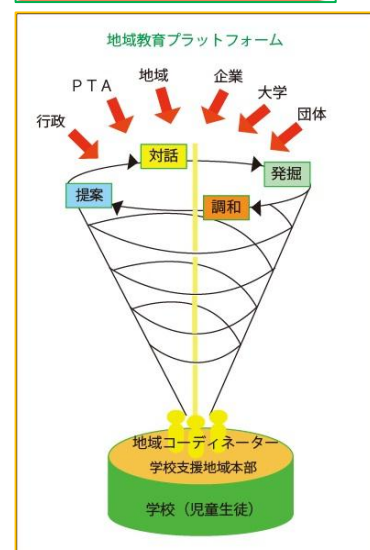 地域教育プラットフォーム
行政
ＰＴＡ
地域
企業
大学
団体
対話
発掘
提案
調和
地域コーディネーター
学校支援地域本部
学校（児童生徒）